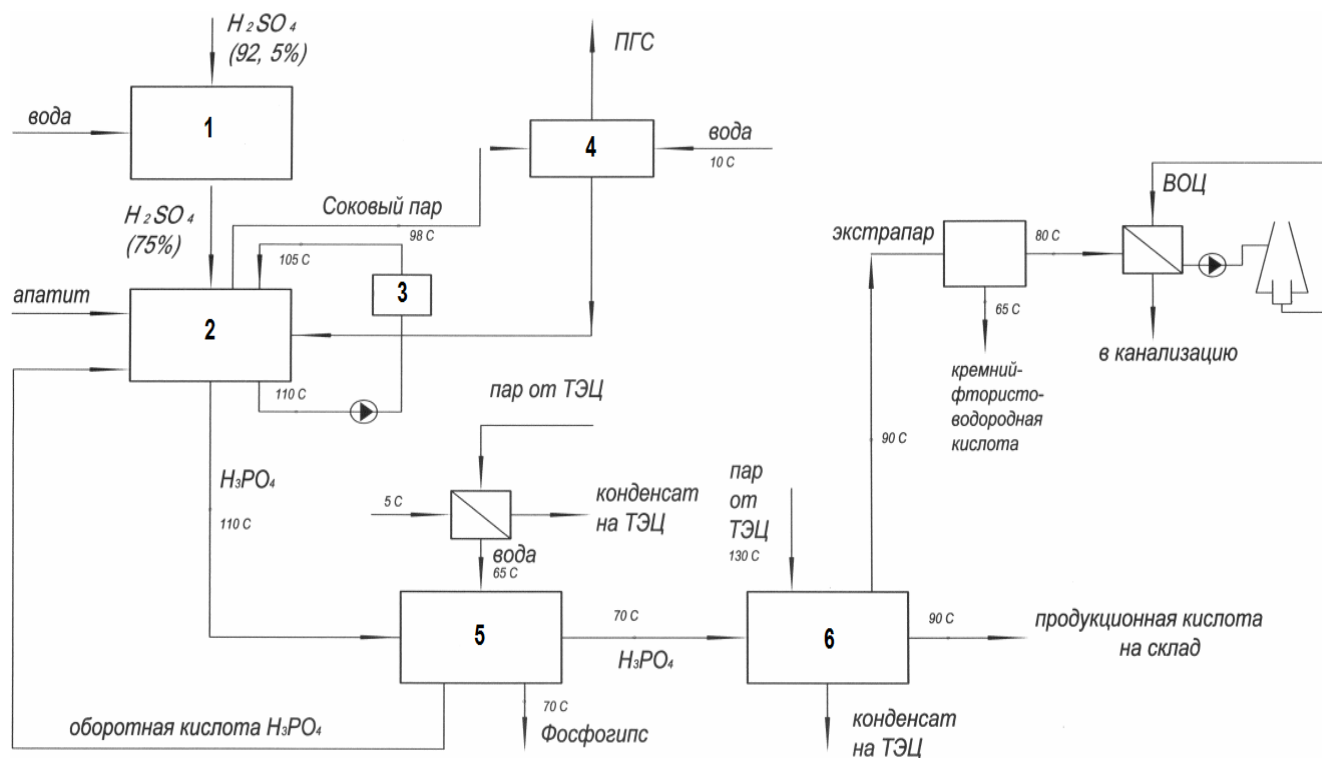 H₂SO₄
(92, 5%)
ПГС
вода
1
4
вода
10 С
H₂SO₄
(75%)
Соковый пар
98 С
ВОЦ
105 С
экстрапар
80 С
3
апатит
2
65 С
в канализацию
110 С
пар от ТЭЦ
кремний-
фтористо-
водородная
кислота
90 С
H₃PO₄
110 С
5 С
конденсат
на ТЭЦ
пар
от
ТЭЦ
130 С
вода
65 С
5
70 С
H₃PO₄
6
90 С
продукционная кислота
на склад
оборотная кислота H₃PO₄
70 С
Фосфогипс
конденсат
на ТЭЦ